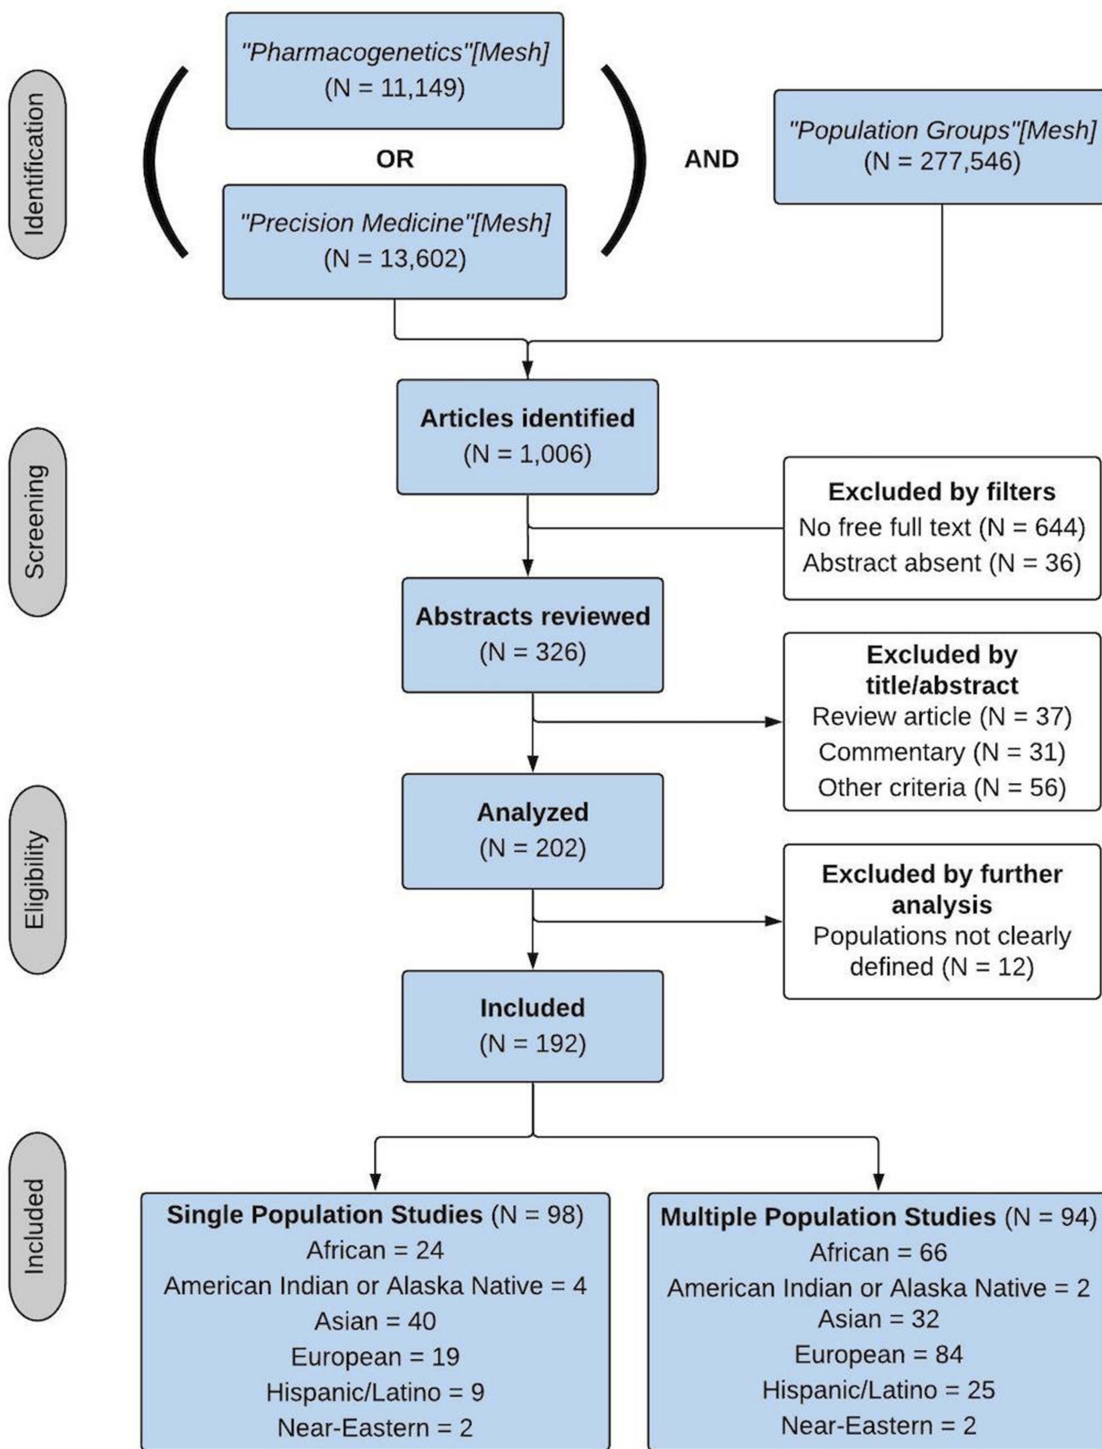 Identification
"Pharmacogenetics"[Mesh]
(N = 11,149)
OR
"Precision Medicine"[Mesh]
(N = 13,602)
AND
"Population Groups"[Mesh]
(N = 277,546)
Screening
Articles identified
(N = 1,006)
Excluded by filters
No free full text (N = 644)
Abstract absent (N = 36)
Abstracts reviewed
(N = 326)
Excluded by
title/abstract
Review article (N = 37)
Commentary (N = 31)
Other criteria (N = 56)
Eligibility
Analyzed
(N = 202)
Excluded by further
analysis
Populations not clearly
defined (N = 12)
Included
(N = 192)
Included
Single Population Studies (N = 98)
African = 24
American Indian or Alaska Native = 4
Asian = 40
European = 19
Hispanic/Latino = 9
Near-Eastern = 2
Multiple Population Studies (N = 94)
African = 66
American Indian or Alaska Native = 2
Asian = 32
European = 84
Hispanic/Latino = 25
Near-Eastern = 2